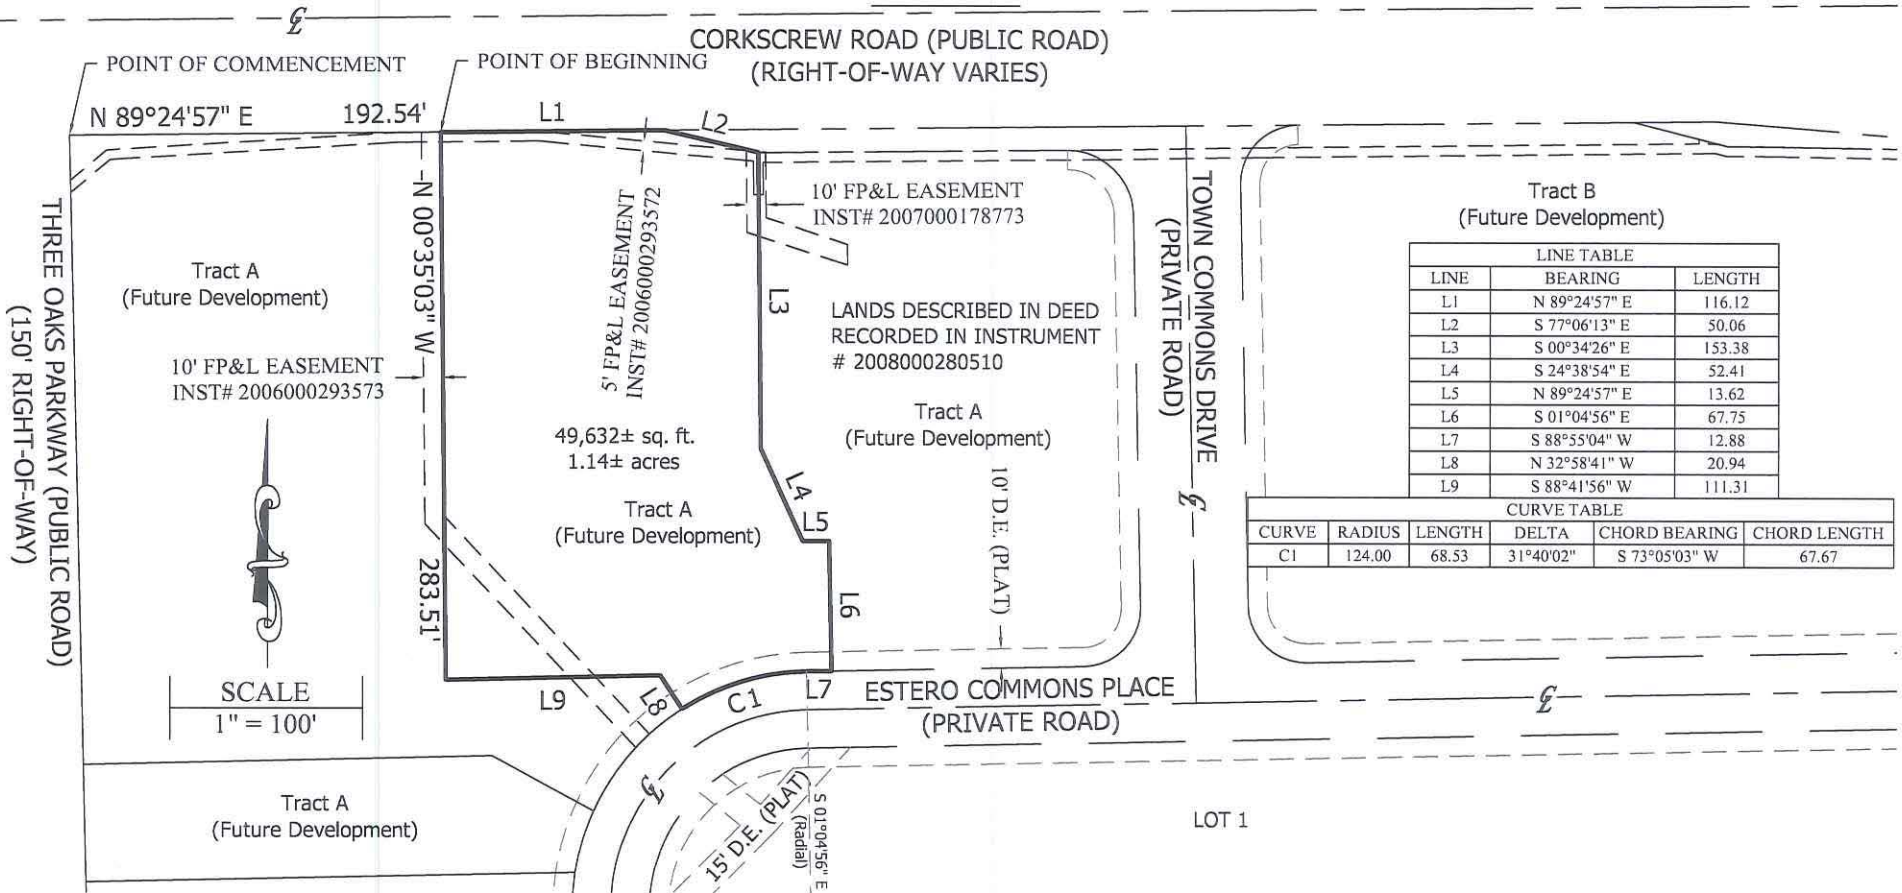 CORKSCREW ROAD (PUBLIC ROAD)
(RIGHT-OF-WAY VARIES)
POINT OF COMMENCEMENT
POINT OF BEGINNING
N 89°24'57" E 192.54'
L1
L2
THREE OAKS PARKWAY (PUBLIC ROAD)
(150' RIGHT-OF-WAY)
Tract A
(Future Development)
10' FP&L EASEMENT
INST# 2006000293573
N 00°35'03" W
283.51'
5' FP&L EASEMENT
INST# 2006000293572
10' FP&L EASEMENT
INST# 2007000178773
L3
LANDS DESCRIBED IN DEED
RECORDED IN INSTRUMENT
# 2008000280510
Tract A
(Future Development)
49,632± sq. ft.
1.14± acres
Tract A
(Future Development)
L4
L5
L6
L7
C1
L8
L9
10' D.E. (PLAT)
TOWN COMMONS DRIVE
(PRIVATE ROAD)
Tract B
(Future Development)
LINE TABLE
LINE BEARING LENGTH
L1 N 89°24'57" E 116.12
L2 S 77°06'13" E 50.06
L3 S 00°34'26" E 153.38
L4 S 24°38'54" E 52.41
L5 N 89°24'57" E 13.62
L6 S 01°04'56" E 67.75
L7 S 88°55'04" W 12.88
L8 N 32°58'41" W 20.94
L9 S 88°41'56" W 111.31
CURVE TABLE
CURVE RADIUS LENGTH DELTA CHORD BEARING CHORD LENGTH
C1 124.00 68.53 31°40'02" S 73°05'03" W 67.67
SCALE
1" = 100'
ESTERO COMMONS PLACE
(PRIVATE ROAD)
Tract A
(Future Development)
15' D.E. (PLAT)
S 01°04'56" E
(Radial)
LOT 1